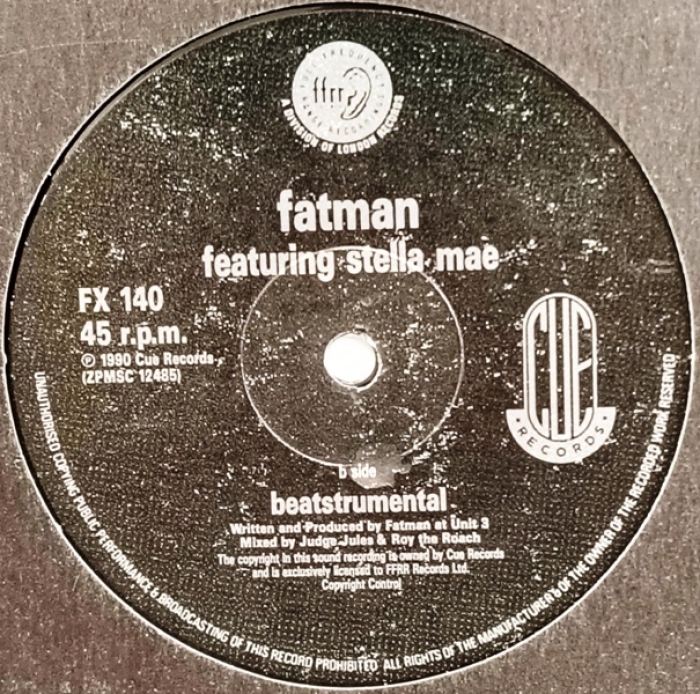 FULL FREQUENCY
RANGE RECORDINGS
ffrr
A DIVISION OF LONDON RECORDS
fatman
featuring stella mae
FX 140
45 r.p.m.
℗ 1990 Cue Records
(ZPMSC 12485)
CUE
• RECORDS •
b side
beatstrumental
Written and Produced by Fatman at Unit 3
Mixed by Judge Jules & Roy the Roach
The copyright in this sound recording is owned by Cue Records
and is exclusively licensed to FFRR Records Ltd.
Copyright Control
UNAUTHORISED COPYING PUBLIC PERFORMANCE & BROADCASTING OF THIS RECORD PROHIBITED ALL RIGHTS OF THE MANUFACTURER & OF THE OWNER OF THE RECORDED WORK RESERVED